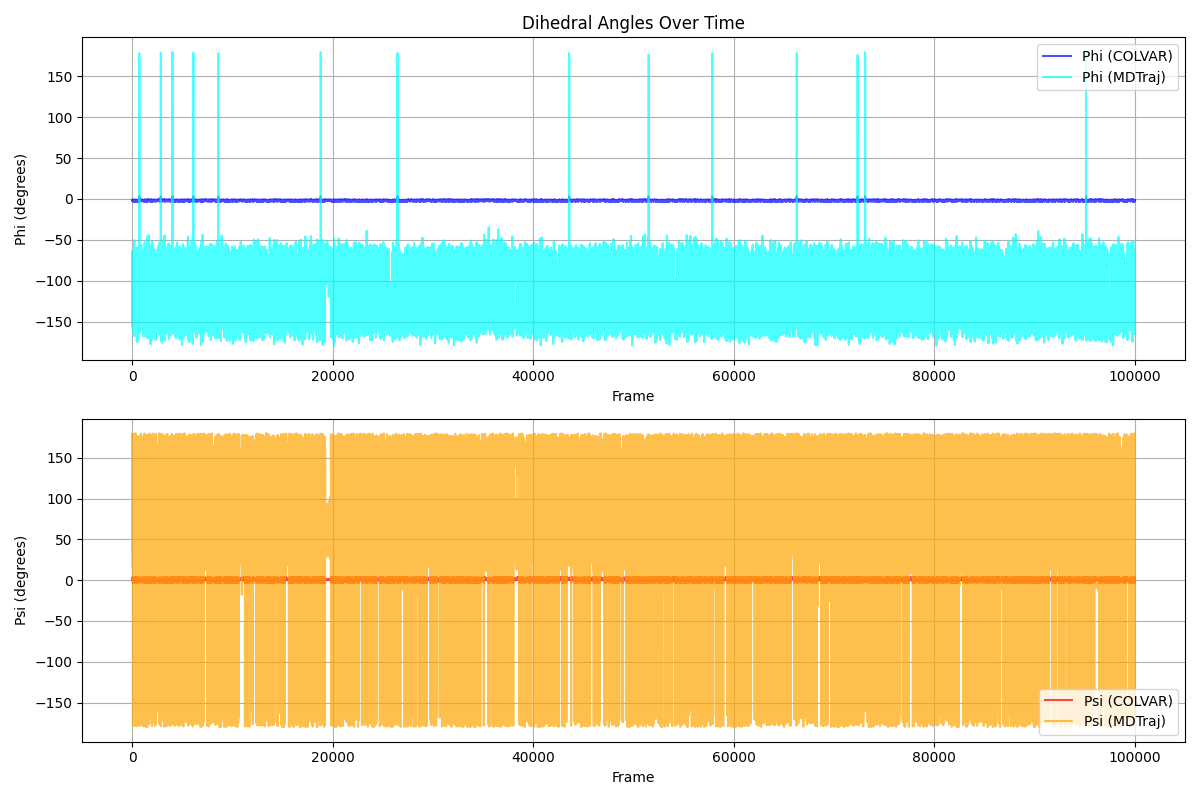 Dihedral Angles Over Time
Phi (degrees)
150
100
50
0
−50
−100
−150
Phi (COLVAR)
Phi (MDTraj)
0 20000 40000 60000 80000 100000
Frame
Psi (degrees)
150
100
50
0
−50
−100
−150
Psi (COLVAR)
Psi (MDTraj)
0 20000 40000 60000 80000 100000
Frame